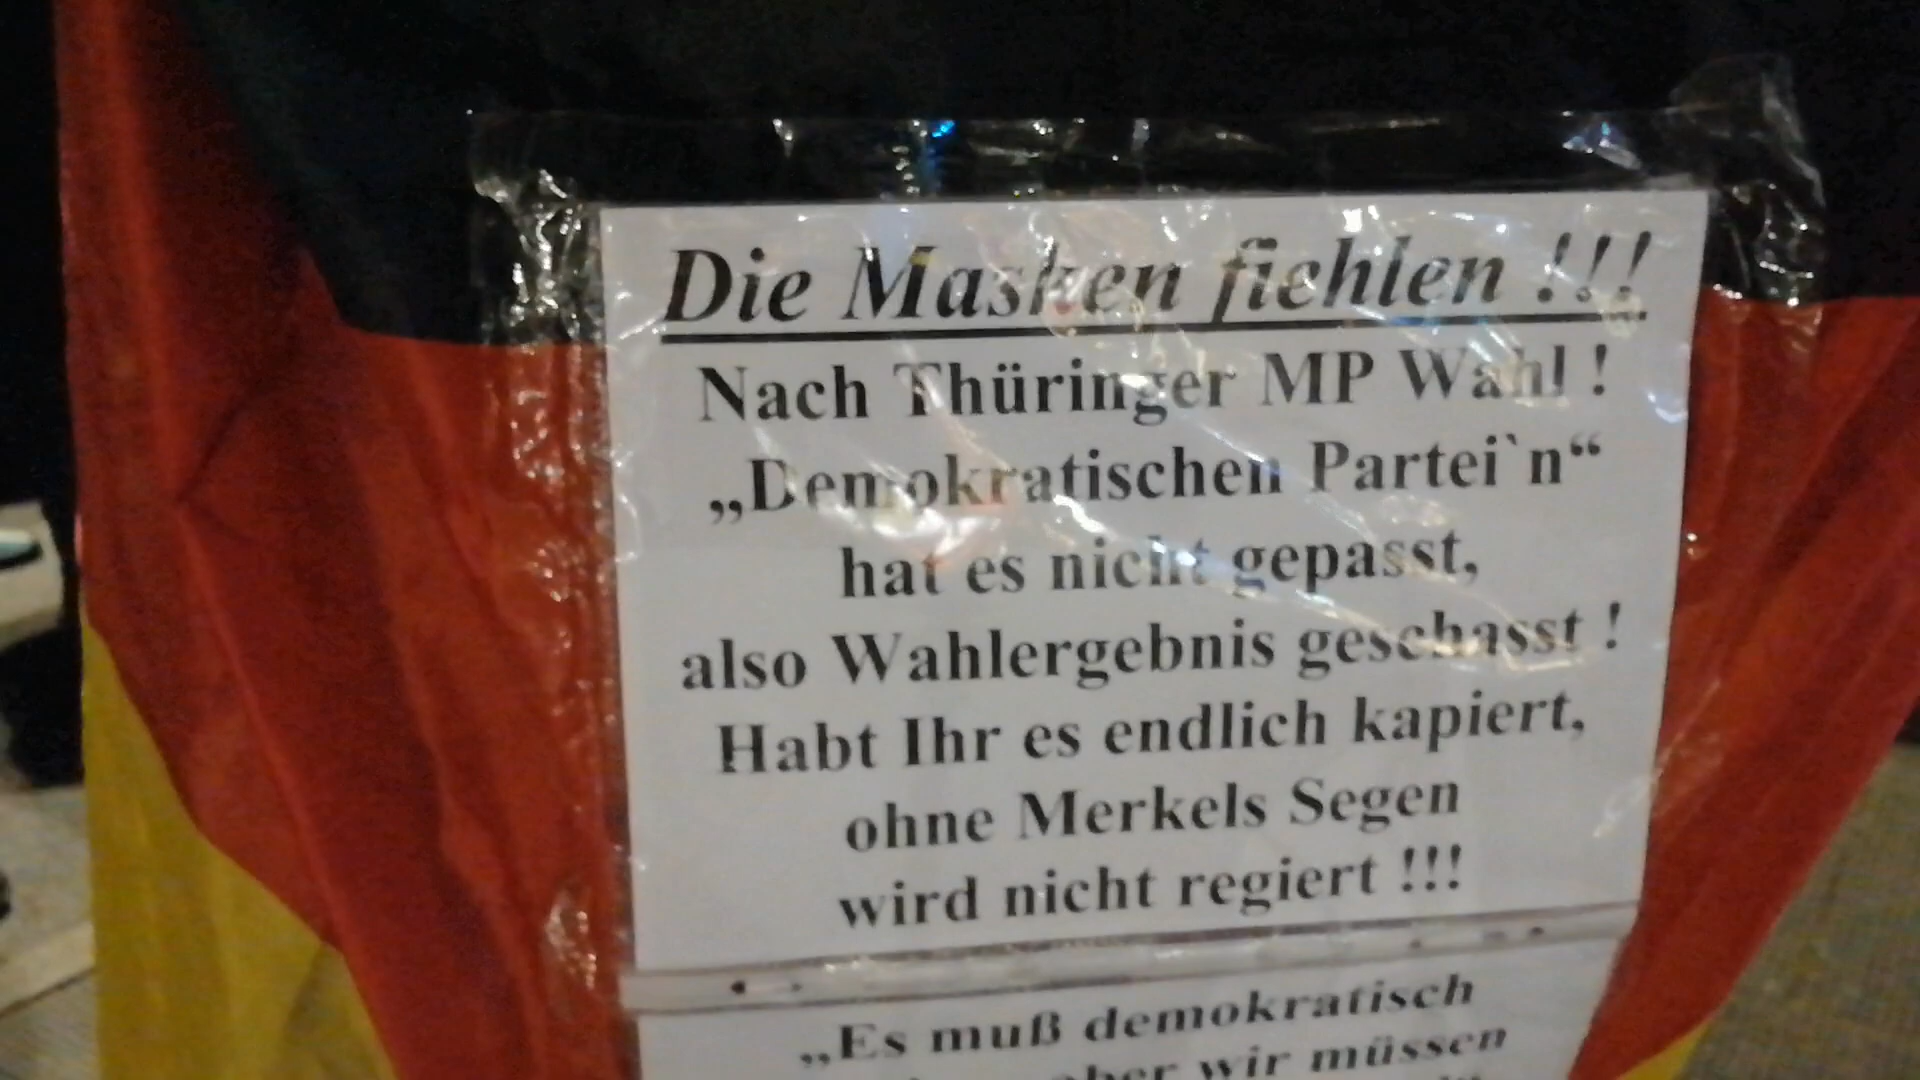 Die Masken fiehlen !!!
Nach Thüringer MP Wahl !
„Demokratischen Partei`n“
hat es nicht gepasst,
also Wahlergebnis geschasst !
Habt Ihr es endlich kapiert,
ohne Merkels Segen
wird nicht regiert !!!
„Es muß demokratisch
aber wir müssen